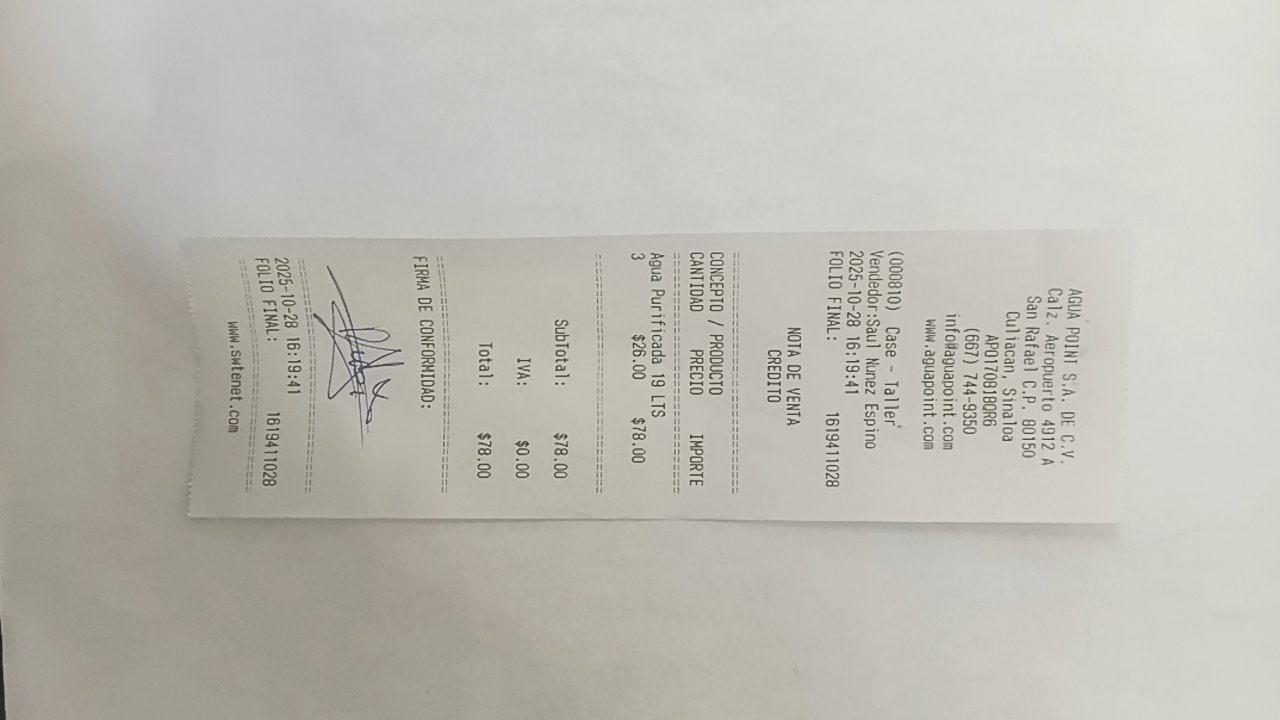 AGUA POINT S.A. DE C.V.
Calz. Aeropuerto 4912 A
San Rafael C.P. 80150
Culiacan, Sinaloa
APO170818QR6
(667) 744-9350
info@aguapoint.com
www.aguapoint.com
(000810) Case - Taller
Vendedor:Saul Nunez Espino
2025-10-28 16:19:41
FOLIO FINAL: 1619411028
NOTA DE VENTA
CREDITO
CONCEPTO / PRODUCTO
CANTIDAD PRECIO IMPORTE
Agua Purificada 19 LTS
3 $26.00 $78.00
SubTotal: $78.00
IVA: $0.00
Total: $78.00
FIRMA DE CONFORMIDAD:
2025-10-28 16:19:41
FOLIO FINAL: 1619411028
www.swtenet.com